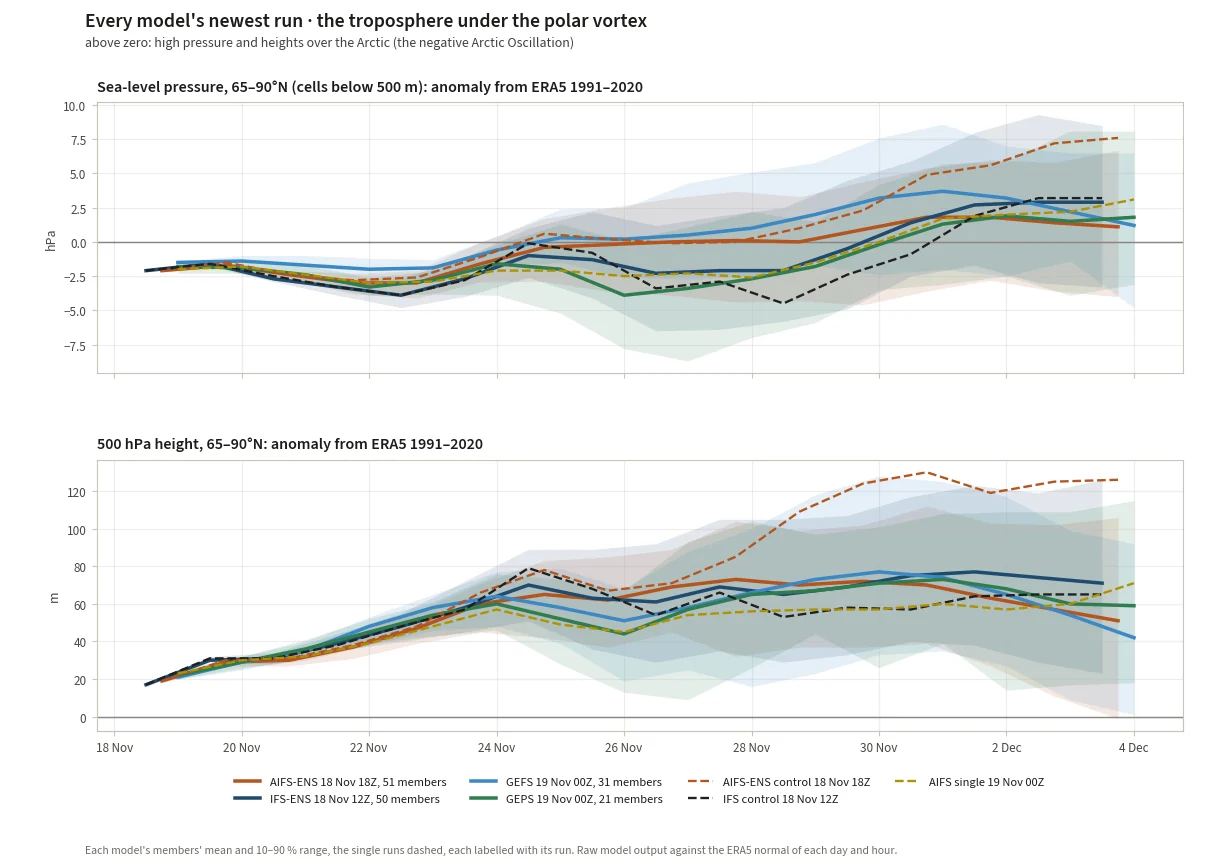 Every model's newest run · the troposphere under the polar vortex
above zero: high pressure and heights over the Arctic (the negative Arctic Oscillation)
Sea-level pressure, 65–90°N (cells below 500 m): anomaly from ERA5 1991–2020
10.0
7.5
5.0
2.5
0.0
−2.5
−5.0
−7.5
hPa
500 hPa height, 65–90°N: anomaly from ERA5 1991–2020
120
100
80
60
40
20
0
m
18 Nov 20 Nov 22 Nov 24 Nov 26 Nov 28 Nov 30 Nov 2 Dec 4 Dec
AIFS-ENS 18 Nov 18Z, 51 members GEFS 19 Nov 00Z, 31 members AIFS-ENS control 18 Nov 18Z AIFS single 19 Nov 00Z
IFS-ENS 18 Nov 12Z, 50 members GEPS 19 Nov 00Z, 21 members IFS control 18 Nov 12Z
Each model's members' mean and 10–90 % range, the single runs dashed, each labelled with its run. Raw model output against the ERA5 normal of each day and hour.